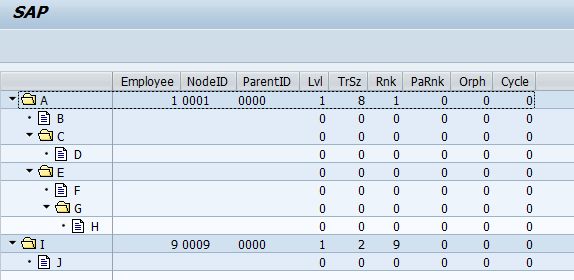 SAP
Employee NodeID ParentID Lvl TrSz Rnk PaRnk Orph Cycle
A 1 0001 0000 1 8 1 0 0 0
B 0 0 0 0 0 0
C 0 0 0 0 0 0
D 0 0 0 0 0 0
E 0 0 0 0 0 0
F 0 0 0 0 0 0
G 0 0 0 0 0 0
H 0 0 0 0 0 0
I 9 0009 0000 1 2 9 0 0 0
J 0 0 0 0 0 0